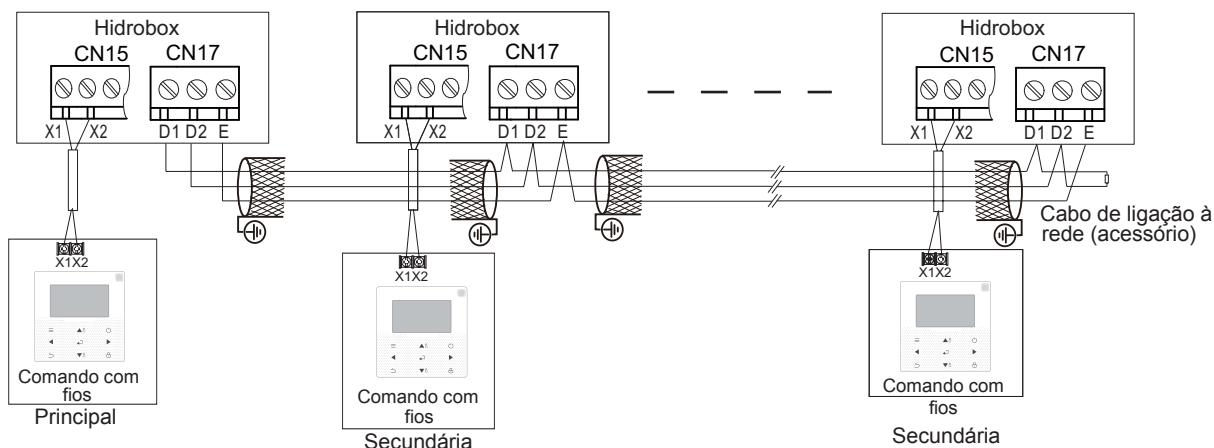 Hidrobox
CN15 CN17
X1 X2 D1 D2 E
Hidrobox
CN15 CN17
X1 X2 D1 D2 E
Hidrobox
CN15 CN17
X1 X2 D1 D2 E
Cabo de ligação à
rede (acessório)
X1X2
Comando com
fios
Principal
X1X2
Comando com
fios
Secundária
X1X2
Comando com
fios
Secundária